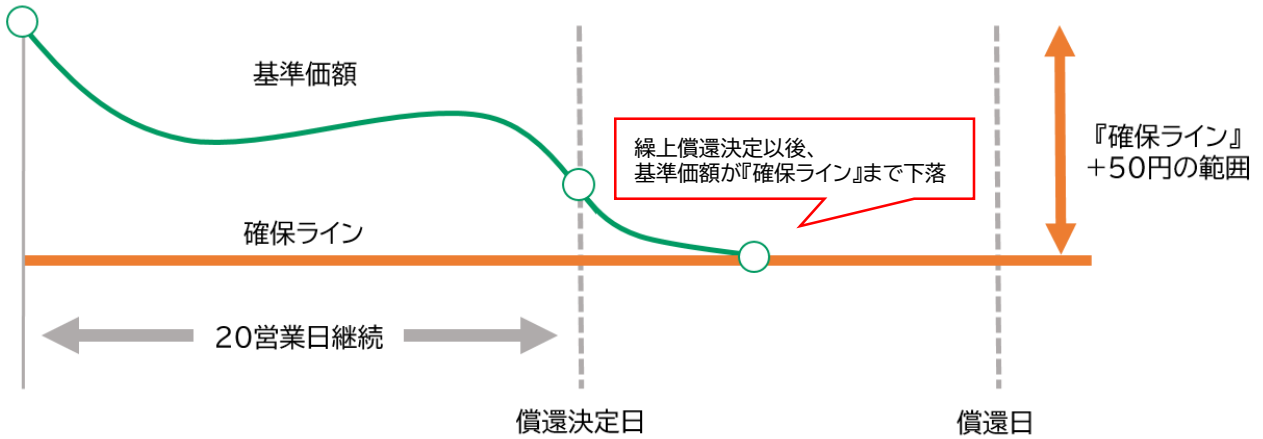 基準価額
繰上償還決定以後、
基準価額が『確保ライン』まで下落
『確保ライン』
+50円の範囲
確保ライン
20営業日継続
償還決定日
償還日